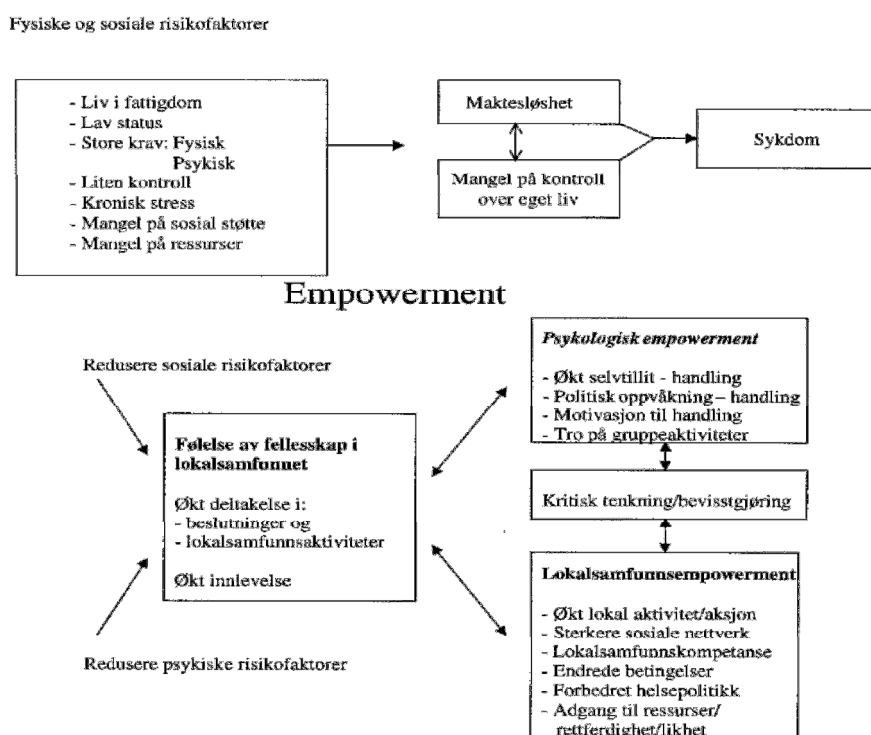 Fysiske og sosiale risikofaktorer
- Liv i fattigdom
- Lav status
- Store krav: Fysisk
Psykisk
- Liten kontroll
- Kronisk stress
- Mangel på sosial støtte
- Mangel på ressurser
Maktesløshet
Mangel på kontroll
over eget liv
Sykdom
Empowerment
Redusere sosiale risikofaktorer
Følelse av fellesskap i
lokalsamfunnet
Økt deltakelse i:
- beslutninger og
- lokalsamfunnsaktiviteter
Økt innlevelse
Redusere psykiske risikofaktorer
Psykologisk empowerment
- Økt selvtillit - handling
- Politisk oppvåkning – handling
- Motivasjon til handling
- Tro på gruppeaktiviteter
Kritisk tenkning/bevisstgjøring
Lokalsamfunnsempowerment
- Økt lokal aktivitet/aksjon
- Sterkere sosiale nettverk
- Lokalsamfunnskompetanse
- Endrede betingelser
- Forbedret helsepolitikk
- Adgang til ressurser/
rettferdighet/likhet